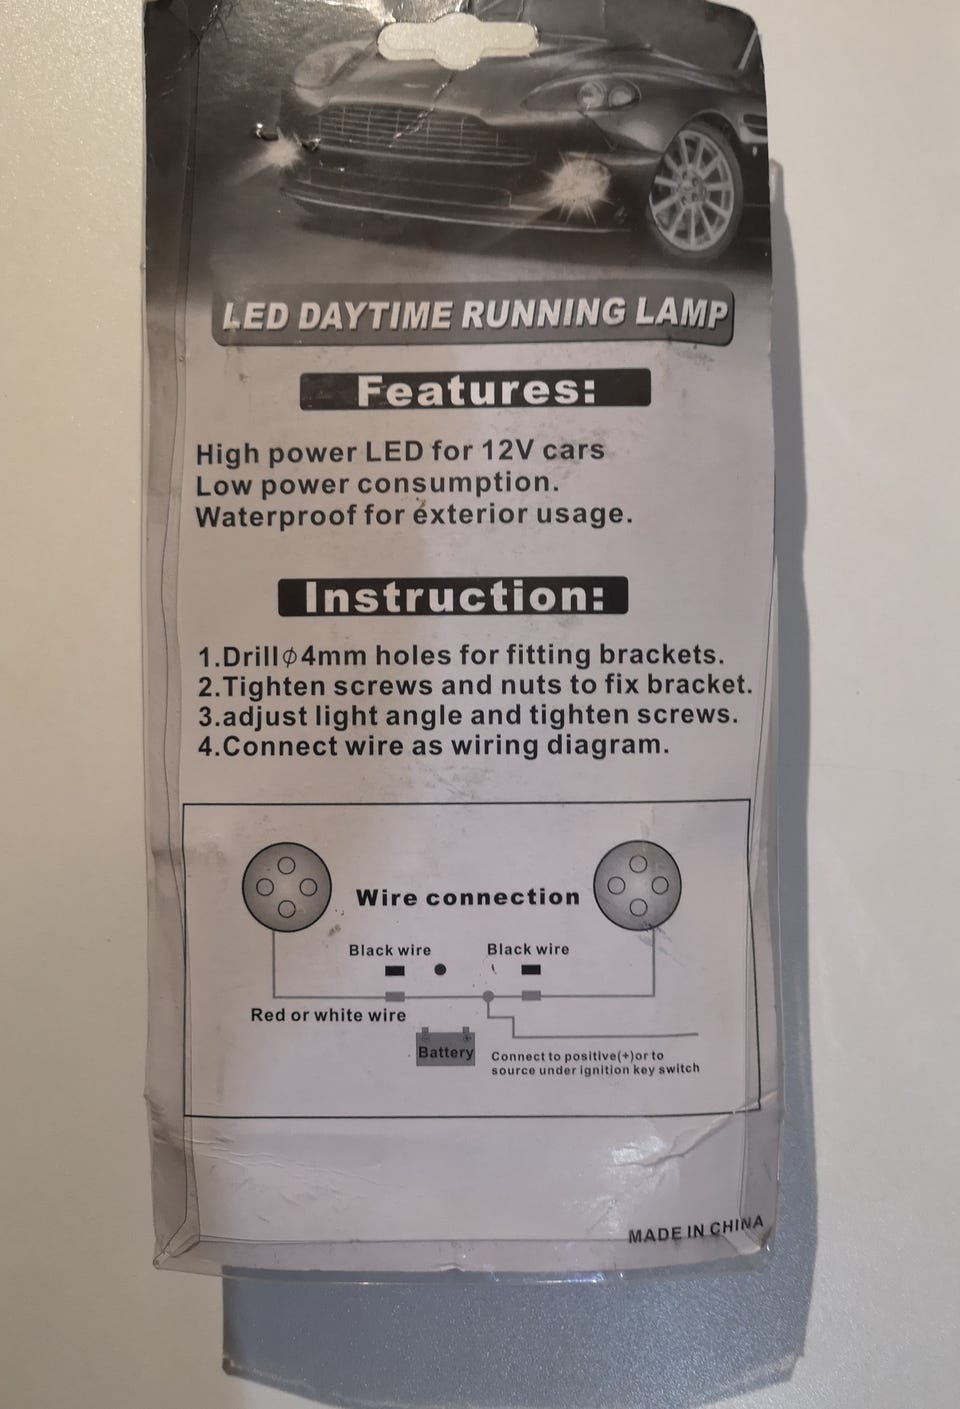 LED DAYTIME RUNNING LAMP
Features:
High power LED for 12V cars
Low power consumption.
Waterproof for exterior usage.
Instruction:
1.Drill⌀4mm holes for fitting brackets.
2.Tighten screws and nuts to fix bracket.
3.adjust light angle and tighten screws.
4.Connect wire as wiring diagram.
Wire connection
Black wire Black wire
Red or white wire
Battery
Connect to positive(+)or to
source under ignition key switch
MADE IN CHINA